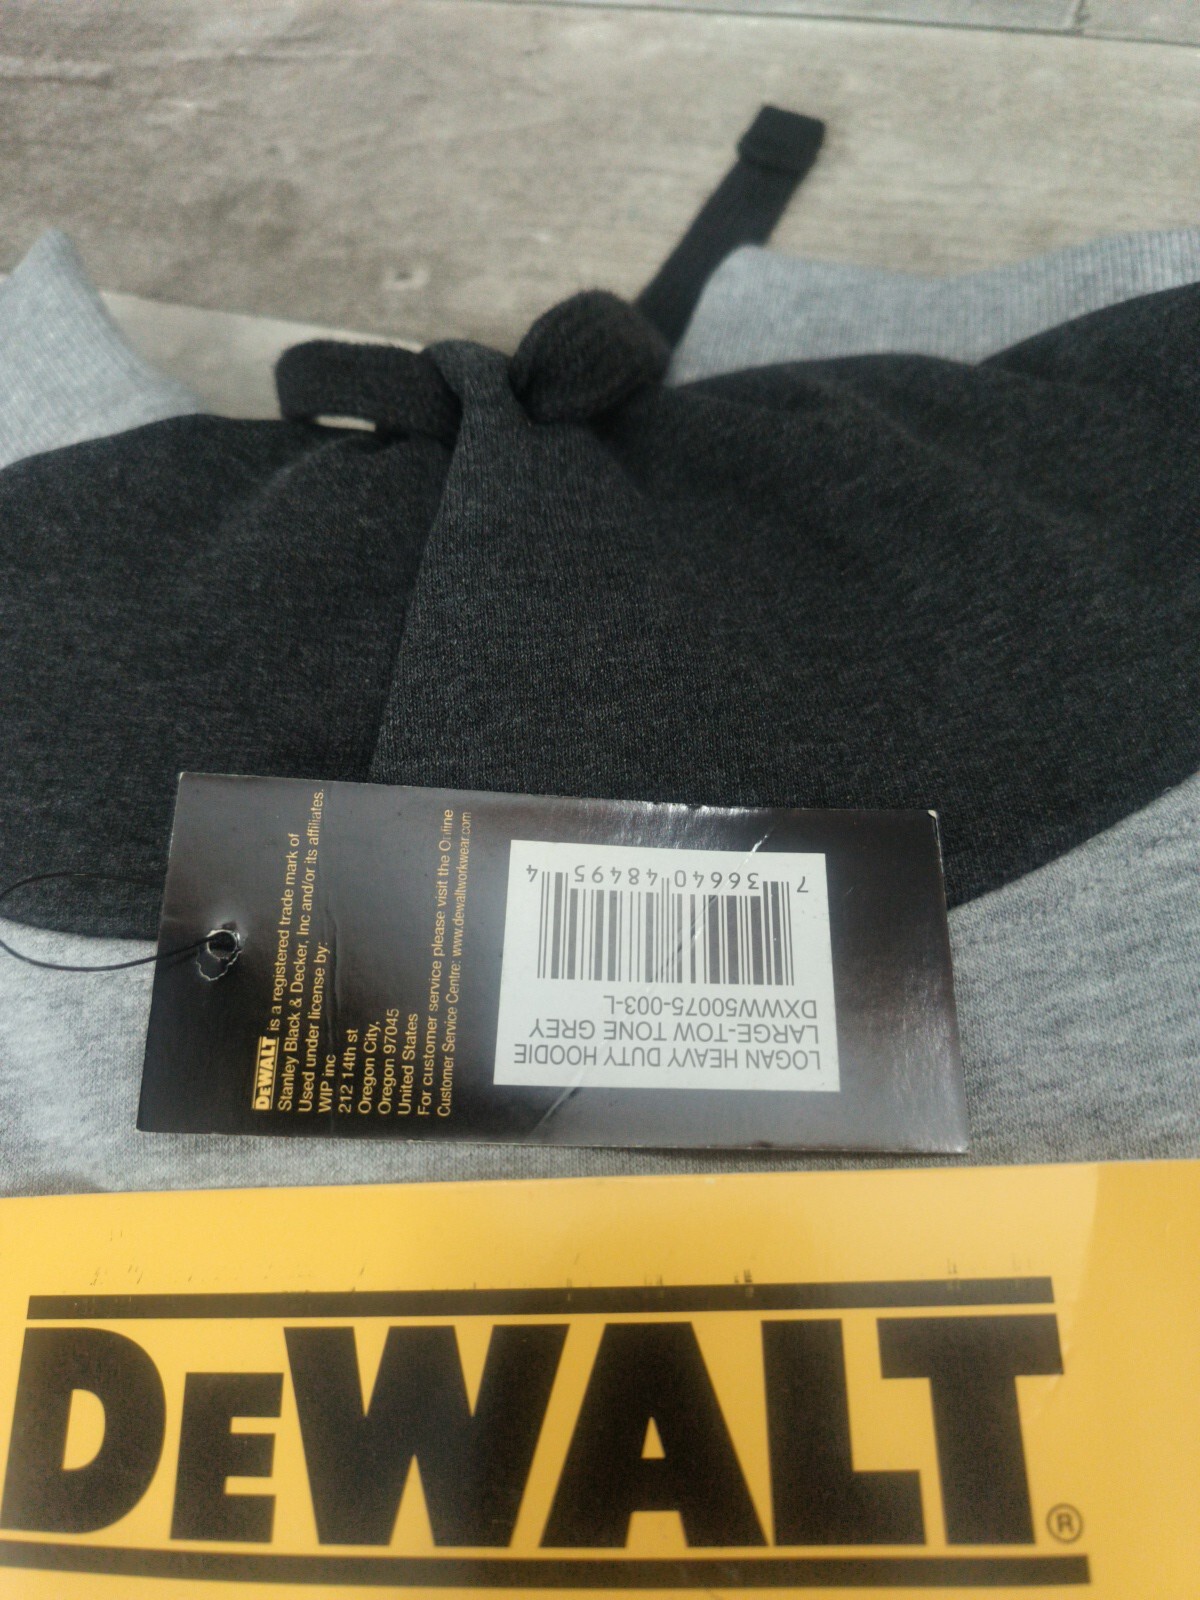 DEWALT is a registered trade mark of
Stanley Black & Decker, Inc and/or its affiliates.
Used under license by:
WIP inc
212 14th st
Oregon City,
Oregon 97045
United States
For customer service please visit the Online
Customer Service Centre: www.dewaltworkwear.com
LOGAN HEAVY DUTY HOODIE
LARGE-TOW TONE GREY
DXWW50075-003-L
7 36640 48495 4
DEWALT®